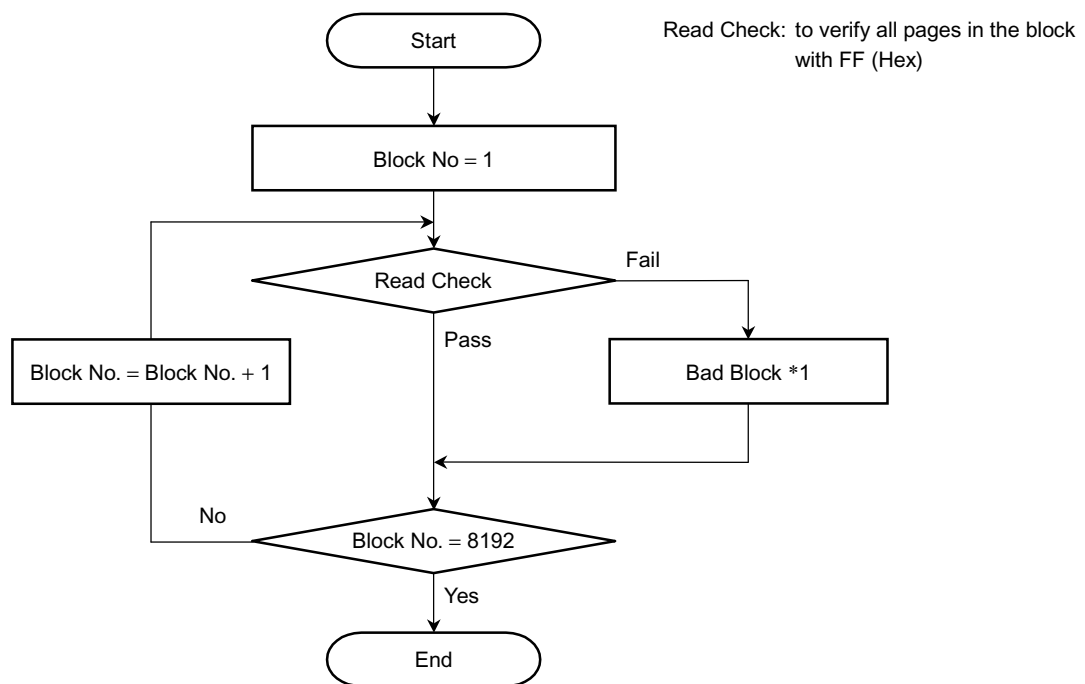 Start
Read Check: to verify all pages in the block
with FF (Hex)
Block No = 1
Read Check
Fail
Pass
Block No. = Block No. + 1
Bad Block *1
No
Block No. = 8192
Yes
End